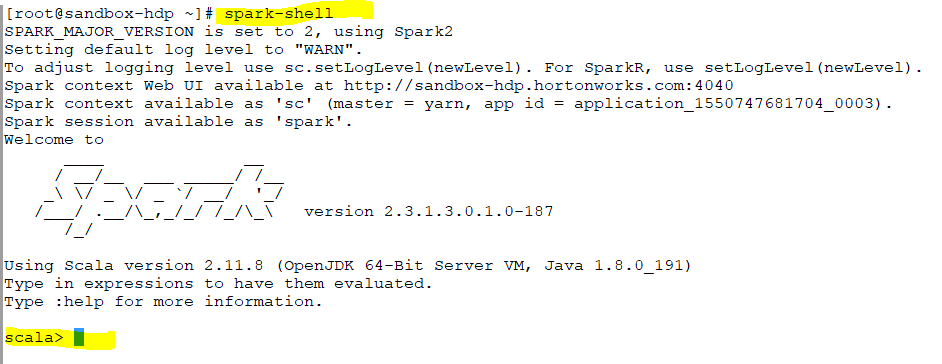 [root@sandbox-hdp ~]# spark-shell
SPARK_MAJOR_VERSION is set to 2, using Spark2
Setting default log level to "WARN".
To adjust logging level use sc.setLogLevel(newLevel). For SparkR, use setLogLevel(newLevel).
Spark context Web UI available at http://sandbox-hdp.hortonworks.com:4040
Spark context available as 'sc' (master = yarn, app id = application_1550747681704_0003).
Spark session available as 'spark'.
Welcome to
      ____              __
     / __/__  ___ _____/ /__
    _\ \/ _ \/ _ `/ __/  '_/
   /___/ .__/\_,_/_/ /_/\_\   version 2.3.1.3.0.1.0-187
      /_/
Using Scala version 2.11.8 (OpenJDK 64-Bit Server VM, Java 1.8.0_191)
Type in expressions to have them evaluated.
Type :help for more information.
scala>